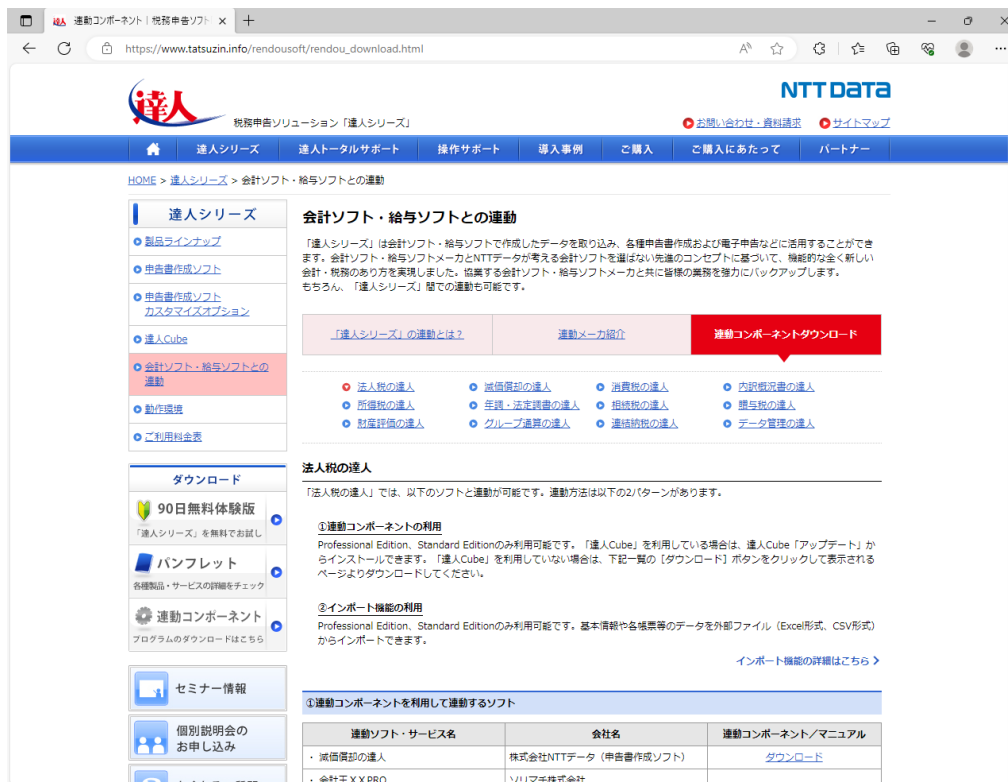 達人 連動コンポーネント｜税務申告ソフト
https://www.tatsuzin.info/rendousoft/rendou_download.html
達人
税務申告ソリューション「達人シリーズ」
NTT DATA
お問い合わせ・資料請求 サイトマップ
達人シリーズ 達人トータルサポート 操作サポート 導入事例 ご購入 ご購入にあたって パートナー
HOME > 達人シリーズ > 会計ソフト・給与ソフトとの連動
達人シリーズ
製品ラインナップ
申告書作成ソフト
申告書作成ソフト
カスタマイズオプション
達人Cube
会計ソフト・給与ソフトとの
連動
動作環境
ご利用料金表
ダウンロード
90日無料体験版
「達人シリーズ」を無料でお試し
パンフレット
各種製品・サービスの詳細をチェック
連動コンポーネント
プログラムのダウンロードはこちら
セミナー情報
個別説明会の
お申し込み
会計ソフト・給与ソフトとの連動
「達人シリーズ」は会計ソフト・給与ソフトで作成したデータを取り込み、各種申告書作成および電子申告などに活用することができ
ます。会計ソフト・給与ソフトメーカとNTTデータが考える会計ソフトを選ばない先進のコンセプトに基づいて、機能的な全く新しい
会計・税務のあり方を実現しました。協業する会計ソフト・給与ソフトメーカと共に皆様の業務を強力にバックアップします。
もちろん、「達人シリーズ」間での連動も可能です。
「達人シリーズ」の連動とは？ 連動メーカ紹介 連動コンポーネントダウンロード
法人税の達人 減価償却の達人 消費税の達人 内訳概況書の達人
所得税の達人 年調・法定調書の達人 相続税の達人 贈与税の達人
財産評価の達人 グループ通算の達人 連結納税の達人 データ管理の達人
法人税の達人
「法人税の達人」では、以下のソフトと連動が可能です。連動方法は以下の2パターンがあります。
①連動コンポーネントの利用
Professional Edition、Standard Editionのみ利用可能です。「達人Cube」を利用している場合は、達人Cube「アップデート」か
らインストールできます。「達人Cube」を利用していない場合は、下記一覧の［ダウンロード］ボタンをクリックして表示される
ページよりダウンロードしてください。
②インポート機能の利用
Professional Edition、Standard Editionのみ利用可能です。基本情報や各帳票等のデータを外部ファイル（Excel形式、CSV形式）
からインポートできます。
インポート機能の詳細はこちら
①連動コンポーネントを利用して連動するソフト
連動ソフト・サービス名 会社名 連動コンポーネント／マニュアル
・ 減価償却の達人 株式会社NTTデータ（申告書作成ソフト） ダウンロード
・ 会計王ＸＸPRO ソリマチ株式会社